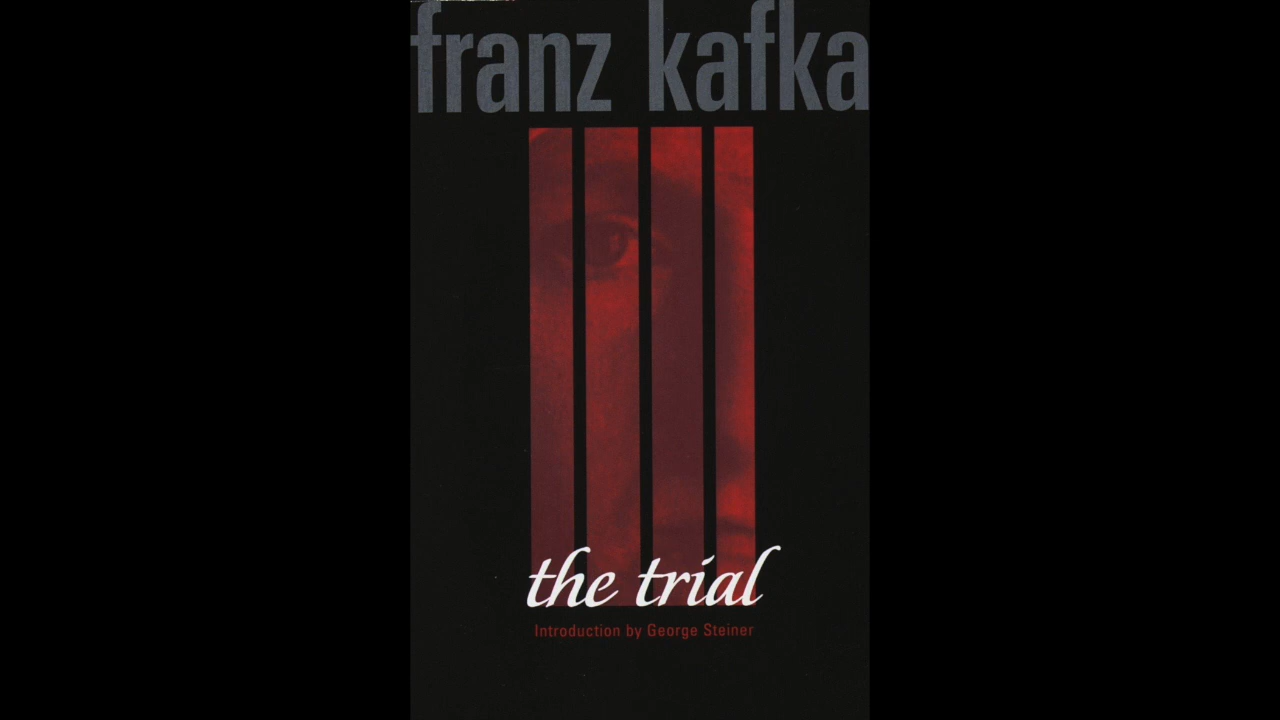 franz kafka
the trial
Introduction by George Steiner